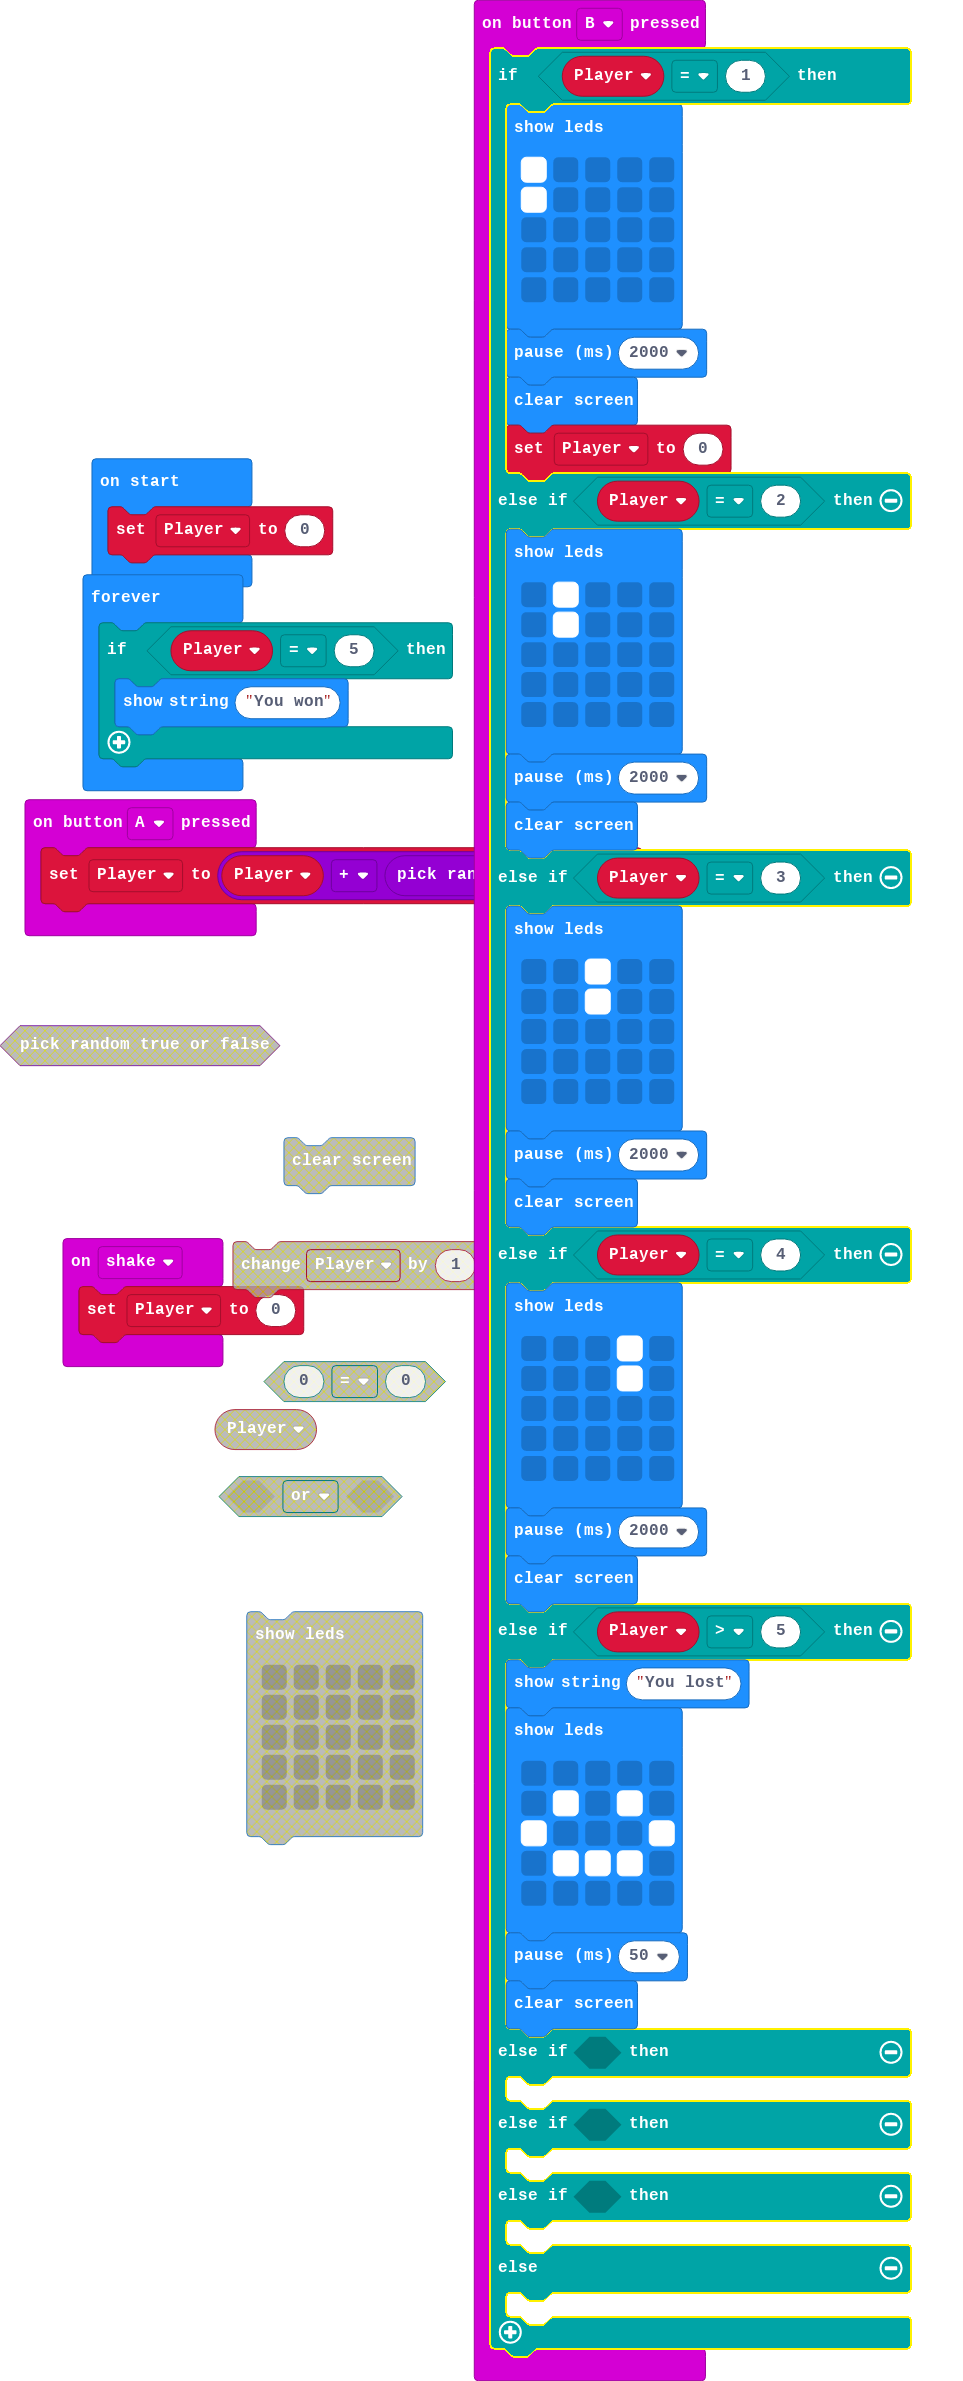 on button B pressed
if Player = 1 then
show leds
pause (ms) 2000
clear screen
set Player to 0
else if Player = 2 then
show leds
pause (ms) 2000
clear screen
else if Player = 3 then
show leds
pause (ms) 2000
clear screen
else if Player = 4 then
show leds
pause (ms) 2000
clear screen
else if Player > 5 then
show string "You lost"
show leds
pause (ms) 50
clear screen
else if then
else if then
else if then
else
on start
set Player to 0
forever
if Player = 5 then
show string "You won"
on button A pressed
set Player to Player + pick ran
pick random true or false
clear screen
on shake
change Player by 1
set Player to 0
0 = 0
Player
or
show leds